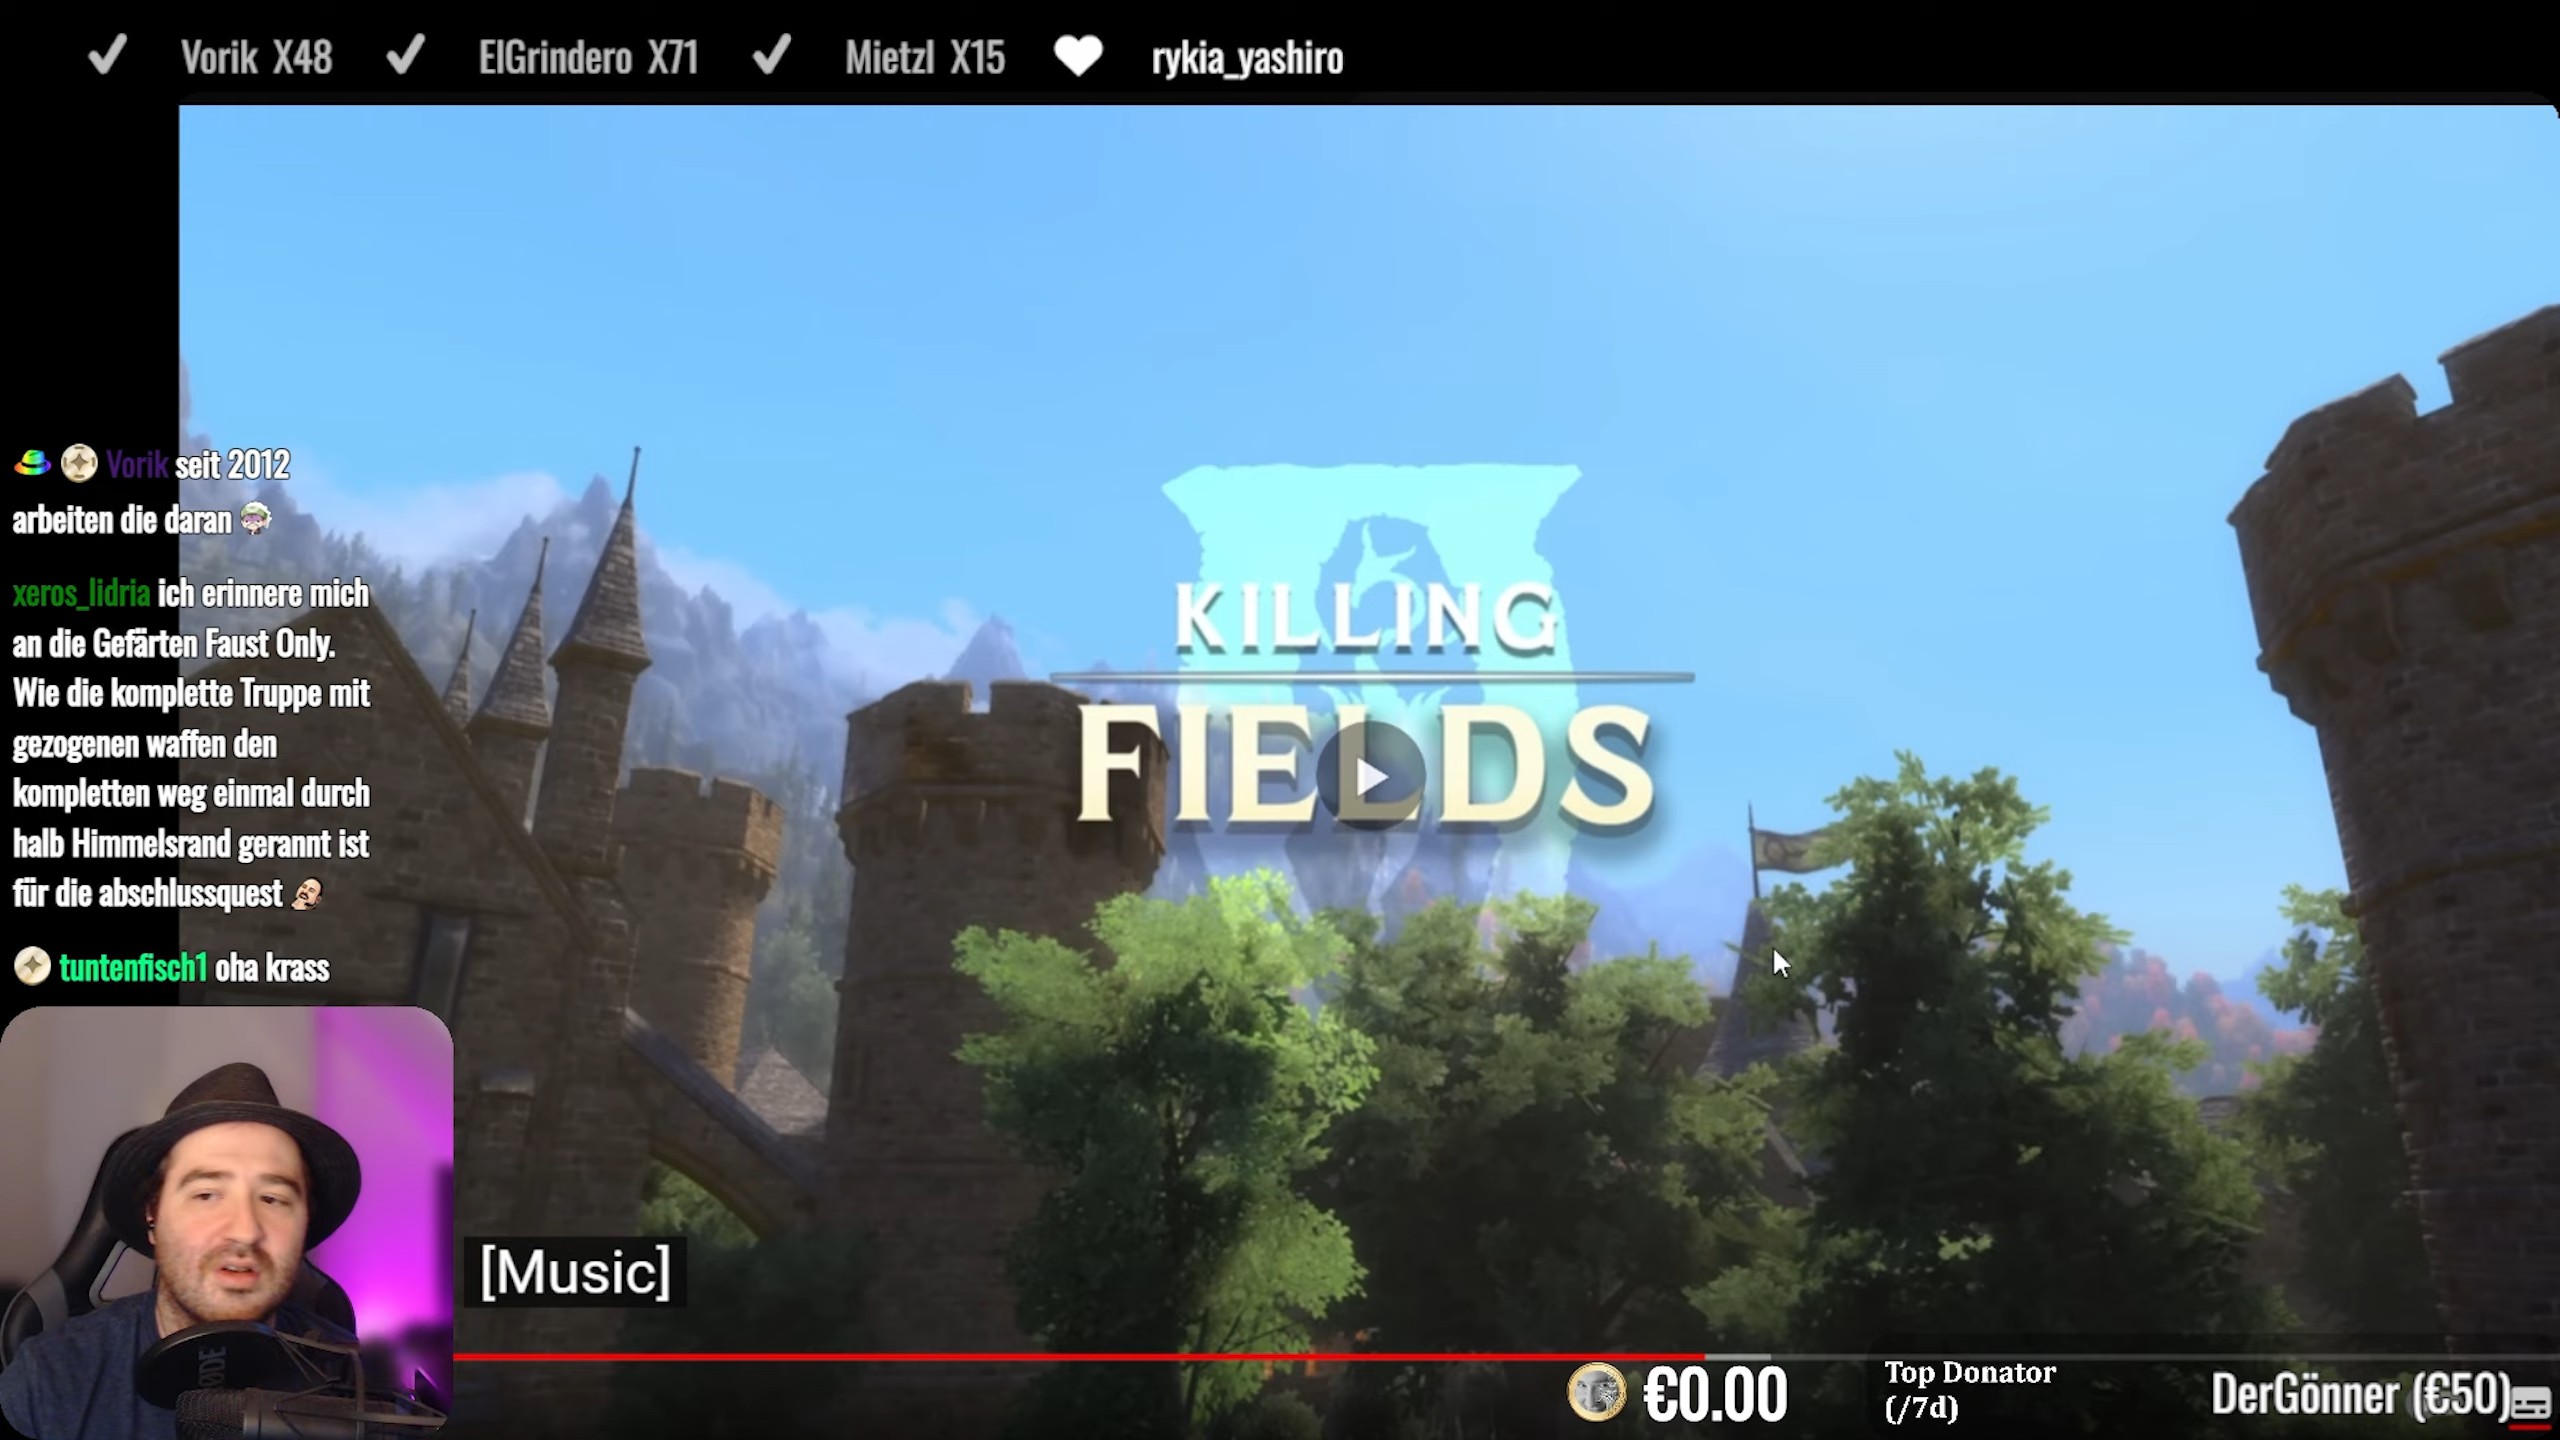 Vorik X48 ElGrindero X71 Mietzl X15 rykia_yashiro
KILLING
FIELDS
Vorik seit 2012
arbeiten die daran
xeros_lidria ich erinnere mich
an die Gefärten Faust Only.
Wie die komplette Truppe mit
gezogenen waffen den
kompletten weg einmal durch
halb Himmelsrand gerannt ist
für die abschlussquest
tuntenfisch1 oha krass
[Music]
€0.00
Top Donator
(/7d)
DerGönner (€50)